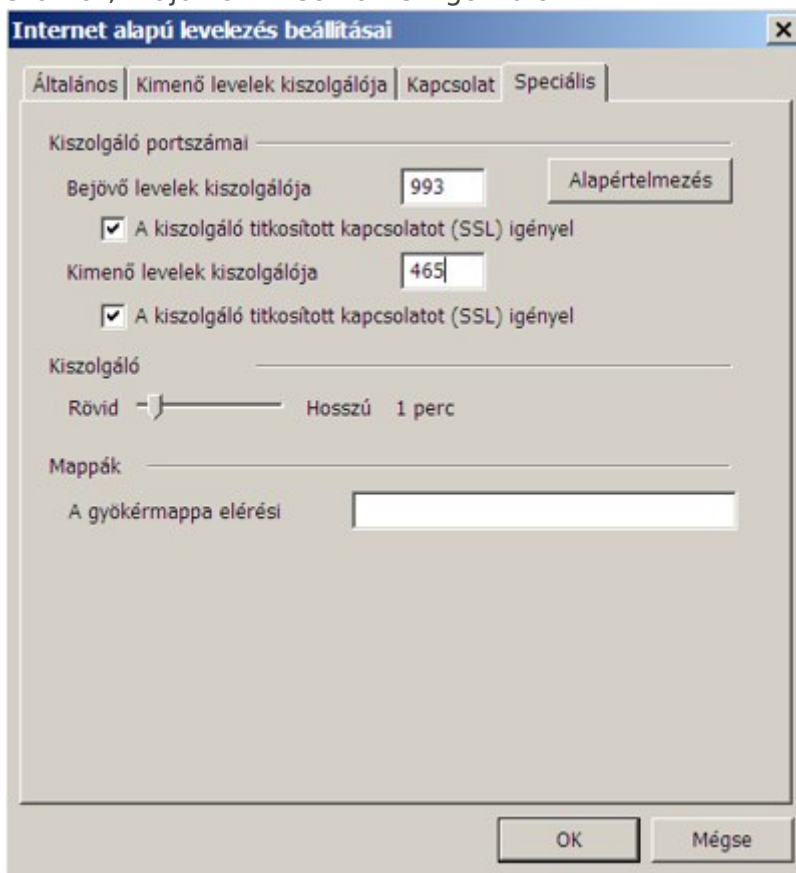 Internet alapú levelezés beállításai
Általános Kimenő levelek kiszolgálója Kapcsolat Speciális
Kiszolgáló portszámai
Bejövő levelek kiszolgálója 993 Alapértelmezés
A kiszolgáló titkosított kapcsolatot (SSL) igényel
Kimenő levelek kiszolgálója 465
A kiszolgáló titkosított kapcsolatot (SSL) igényel
Kiszolgáló
Rövid Hosszú 1 perc
Mappák
A gyökérmappa elérési
OK Mégse